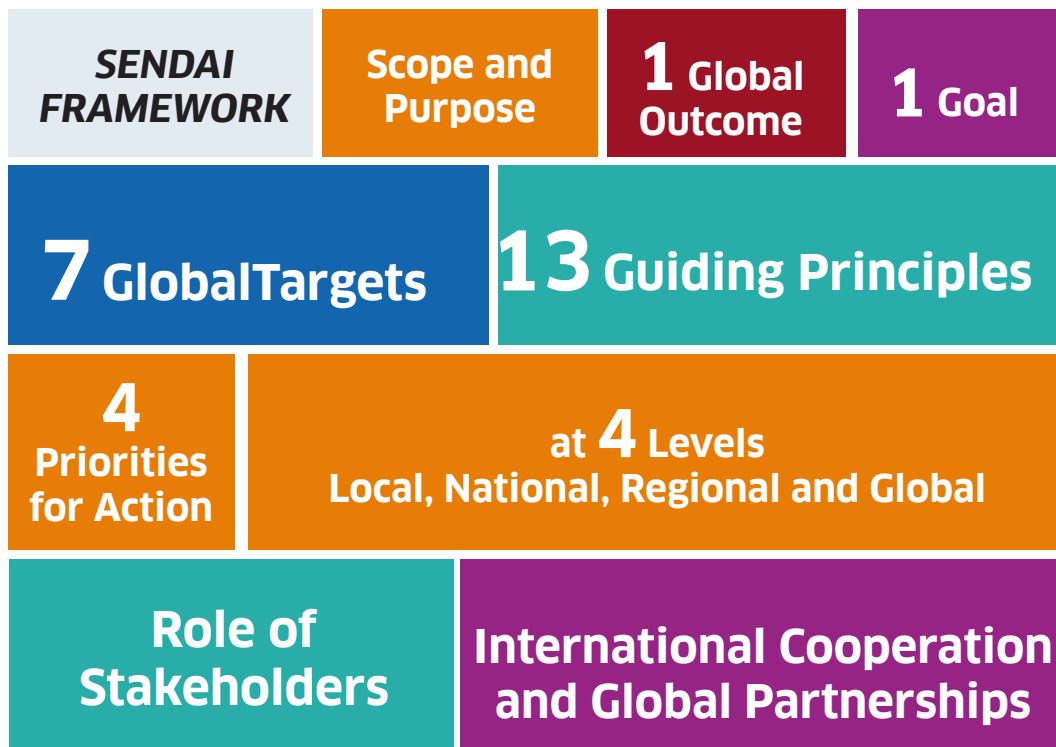 SENDAI
FRAMEWORK
Scope and
Purpose
1 Global
Outcome
1 Goal
7 GlobalTargets
13 Guiding Principles
4
Priorities
for Action
at 4 Levels
Local, National, Regional and Global
Role of
Stakeholders
International Cooperation
and Global Partnerships